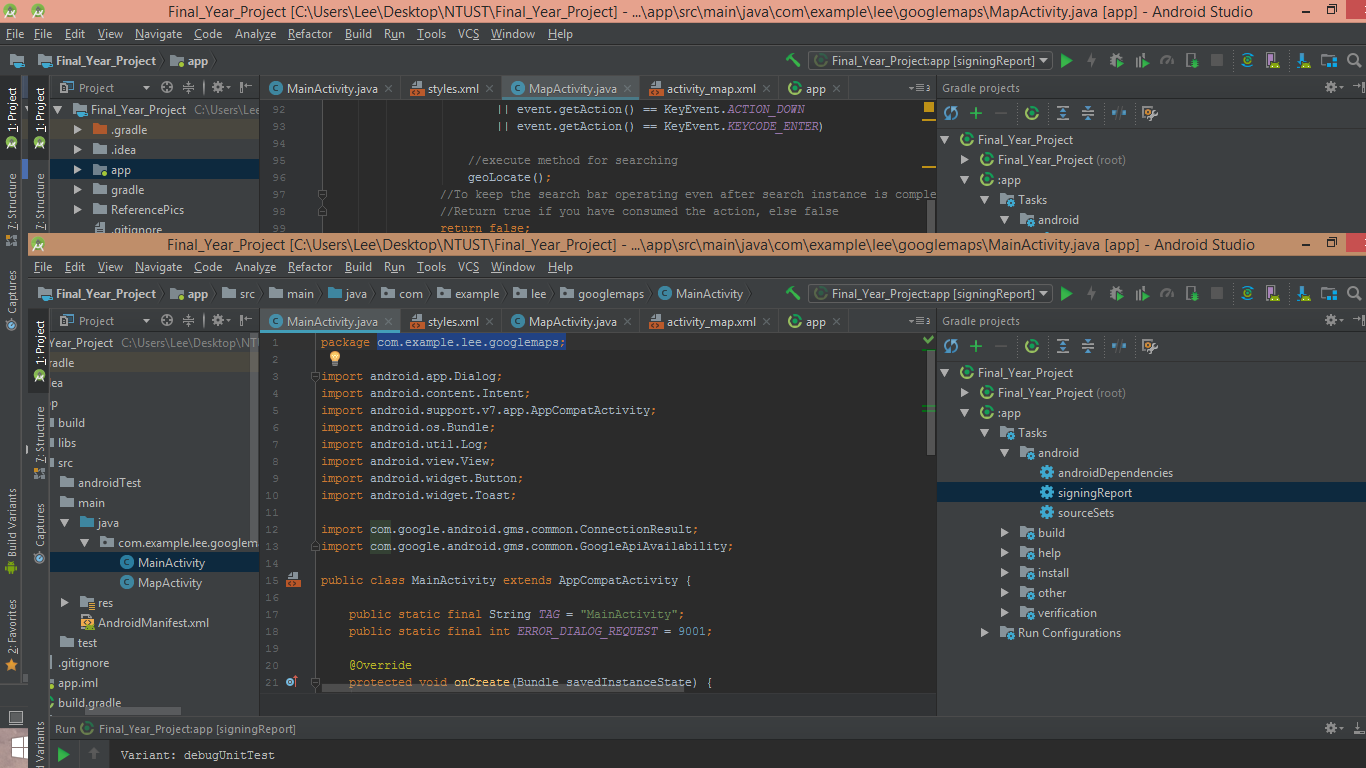 Final_Year_Project [C:\Users\Lee\Desktop\NTUST\Final_Year_Project] - ...\app\src\main\java\com\example\lee\googlemaps\MapActivity.java [app] - Android Studio
File File Edit View Navigate Code Analyze Refactor Build Run Tools VCS Window Help
Final_Year_Project app Final_Year_Project:app [signingReport]
1: Project
1: Project
7: Structure
7: Structure
Captures
Build Variants
2: Favorites
Project MainActivity.java styles.xml MapActivity.java activity_map.xml app Gradle projects
Final_Year_Project C:\Users\Lee
.gradle
.idea
app
gradle
ReferencePics
.gitignore
92 || event.getAction() == KeyEvent.ACTION_DOWN
93 || event.getAction() == KeyEvent.KEYCODE_ENTER)
94
95 //execute method for searching
96 geoLocate();
97 //To keep the search bar operating even after search instance is comple
98 //Return true if you have consumed the action, else false
99 return false;
Final_Year_Project
Final_Year_Project (root)
:app
Tasks
android
Final_Year_Project [C:\Users\Lee\Desktop\NTUST\Final_Year_Project] - ...\app\src\main\java\com\example\lee\googlemaps\MainActivity.java [app] - Android Studio
File Edit View Navigate Code Analyze Refactor Build Run Tools VCS Window Help
Final_Year_Project app src main java com example lee googlemaps MainActivity Final_Year_Project:app [signingReport]
1: Project
7: Structure
Captures
Variants
Project MainActivity.java styles.xml MapActivity.java activity_map.xml app Gradle projects
Year_Project C:\Users\Lee\Desktop\NT
radle
ea
p
build
libs
src
androidTest
main
java
com.example.lee.googlem
MainActivity
MapActivity
res
AndroidManifest.xml
test
.gitignore
app.iml
build.gradle
1 package com.example.lee.googlemaps;
2
3 import android.app.Dialog;
4 import android.content.Intent;
5 import android.support.v7.app.AppCompatActivity;
6 import android.os.Bundle;
7 import android.util.Log;
8 import android.view.View;
9 import android.widget.Button;
10 import android.widget.Toast;
11
12 import com.google.android.gms.common.ConnectionResult;
13 import com.google.android.gms.common.GoogleApiAvailability;
14
15 public class MainActivity extends AppCompatActivity {
16
17 public static final String TAG = "MainActivity";
18 public static final int ERROR_DIALOG_REQUEST = 9001;
19
20 @Override
21 protected void onCreate(Bundle savedInstanceState) {
Final_Year_Project
Final_Year_Project (root)
:app
Tasks
android
androidDependencies
signingReport
sourceSets
build
help
install
other
verification
Run Configurations
Run Final_Year_Project:app [signingReport]
Variant: debugUnitTest